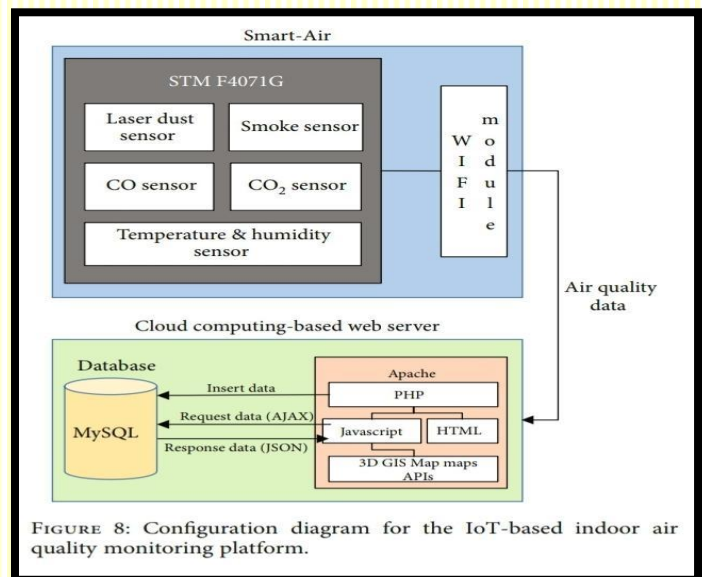 Smart-Air
STM F4071G
Laser dust
sensor
Smoke sensor
CO sensor
CO₂ sensor
Temperature & humidity
sensor
WIFI
module
Air quality
data
Cloud computing-based web server
Database
MySQL
Insert data
Request data (AJAX)
Response data (JSON)
Apache
PHP
Javascript
HTML
3D GIS Map maps
APIs
FIGURE 8: Configuration diagram for the IoT-based indoor air
quality monitoring platform.